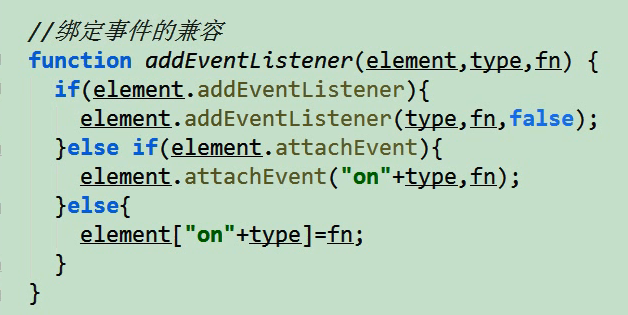 //绑定事件的兼容
function addEventListener(element,type,fn) {
  if(element.addEventListener){
    element.addEventListener(type,fn,false);
  }else if(element.attachEvent){
    element.attachEvent("on"+type,fn);
  }else{
    element["on"+type]=fn;
  }
}